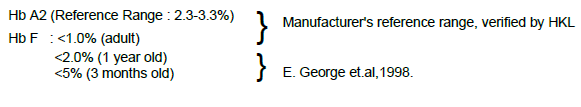 Hb A2 (Reference Range : 2.3-3.3%)
Hb F : <1.0% (adult)
} Manufacturer's reference range, verified by HKL
<2.0% (1 year old)
<5% (3 months old)
} E. George et.al,1998.